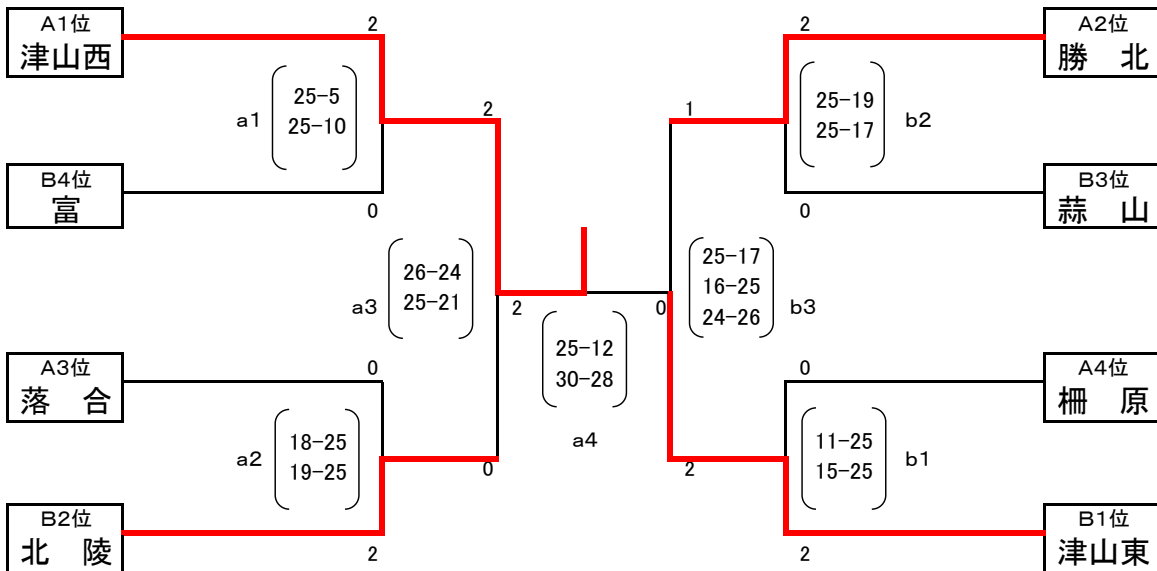 A1位
津山西
2
25-5
25-10
a1
2
B4位
富
0
26-24
25-21
a3
2
A3位
落　合
0
18-25
19-25
a2
0
B2位
北　陵
2
25-12
30-28
a4
0
A2位
勝　北
2
25-19
25-17
b2
1
B3位
蒜　山
0
25-17
16-25
24-26
b3
A4位
柵　原
0
11-25
15-25
b1
2
B1位
津山東
2